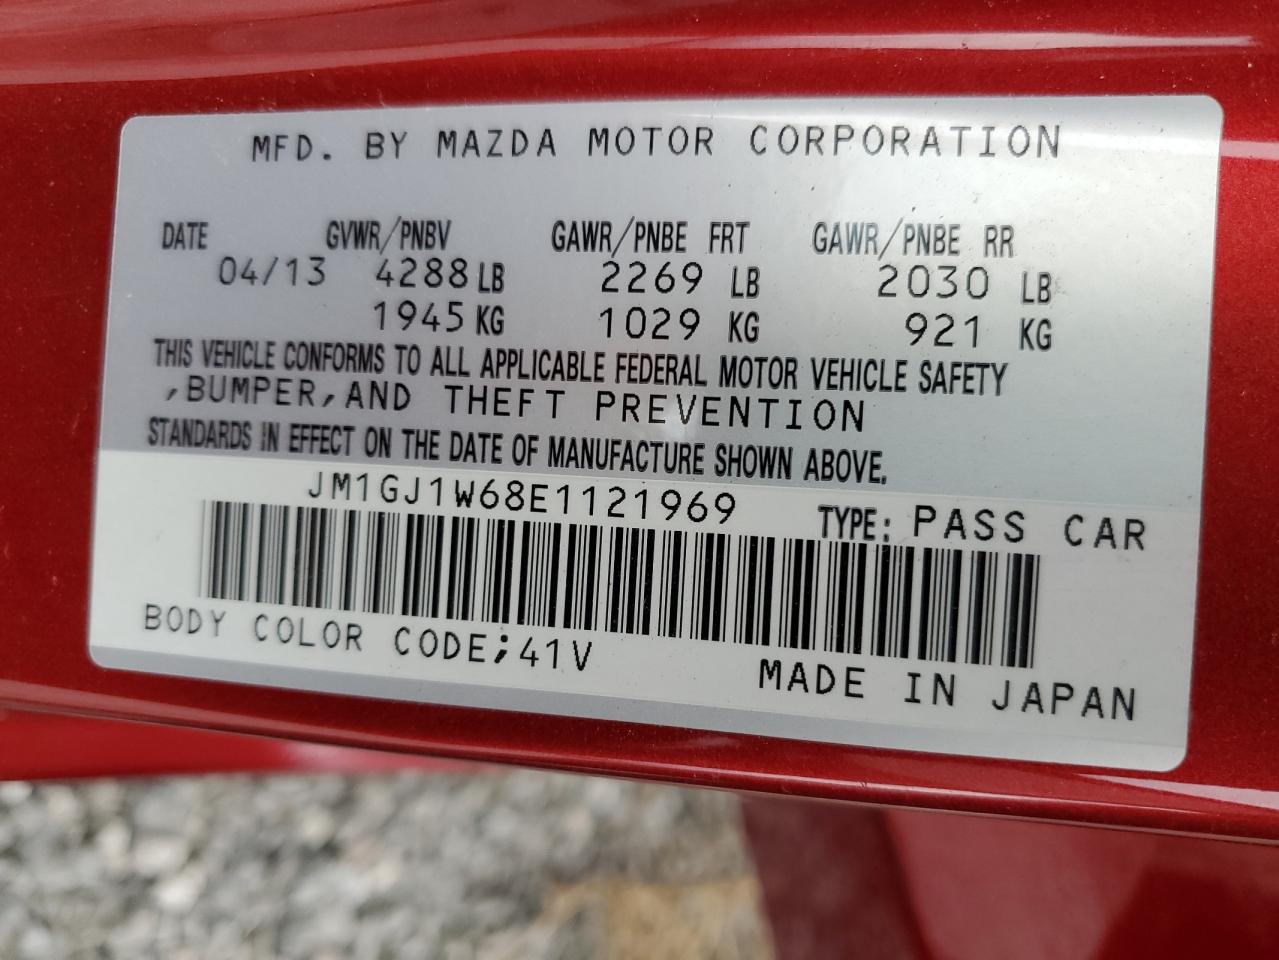 MFD. BY MAZDA MOTOR CORPORATION
DATE GVWR/PNBV GAWR/PNBE FRT GAWR/PNBE RR
04/13 4288 LB 2269 LB 2030 LB
1945 KG 1029 KG 921 KG
THIS VEHICLE CONFORMS TO ALL APPLICABLE FEDERAL MOTOR VEHICLE SAFETY
,BUMPER,AND THEFT PREVENTION
STANDARDS IN EFFECT ON THE DATE OF MANUFACTURE SHOWN ABOVE.
JM1GJ1W68E1121969 TYPE: PASS CAR
BODY COLOR CODE;41V MADE IN JAPAN